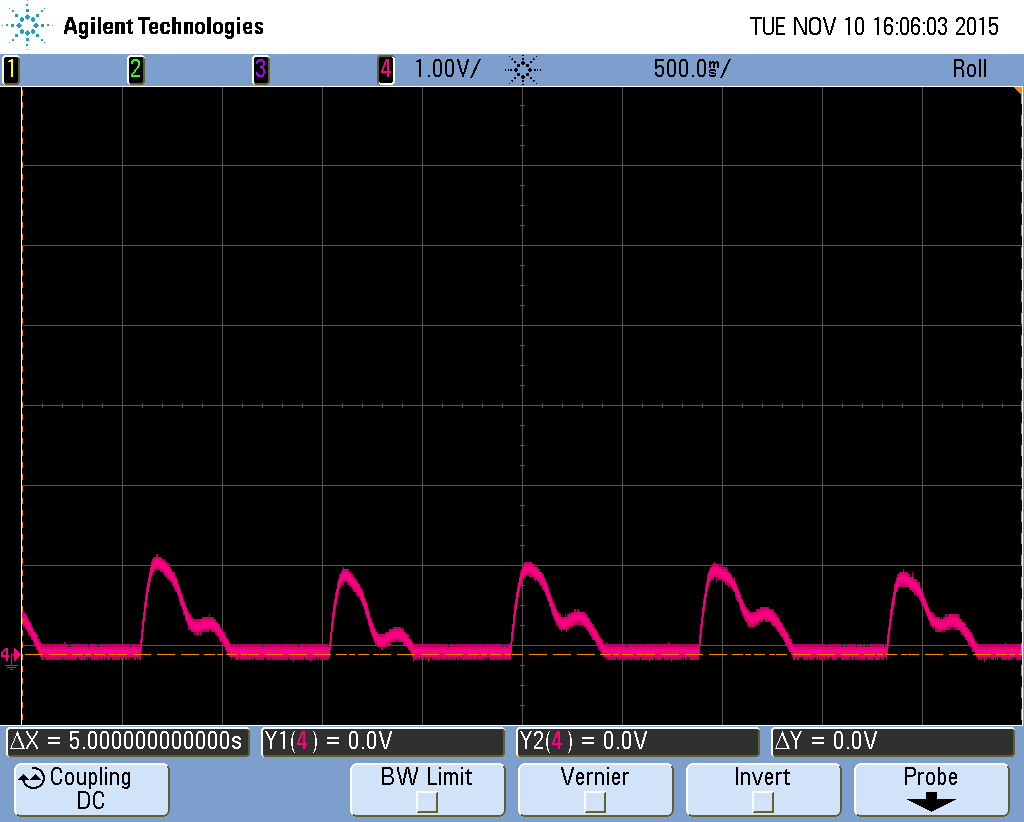 Agilent Technologies TUE NOV 10 16:06:03 2015
1 2 3 4 1.00V/ 500.0ms/ Roll
4
ΔX = 5.000000000000s Y1(4) = 0.0V Y2(4) = 0.0V ΔY = 0.0V
Coupling BW Limit Vernier Invert Probe
DC